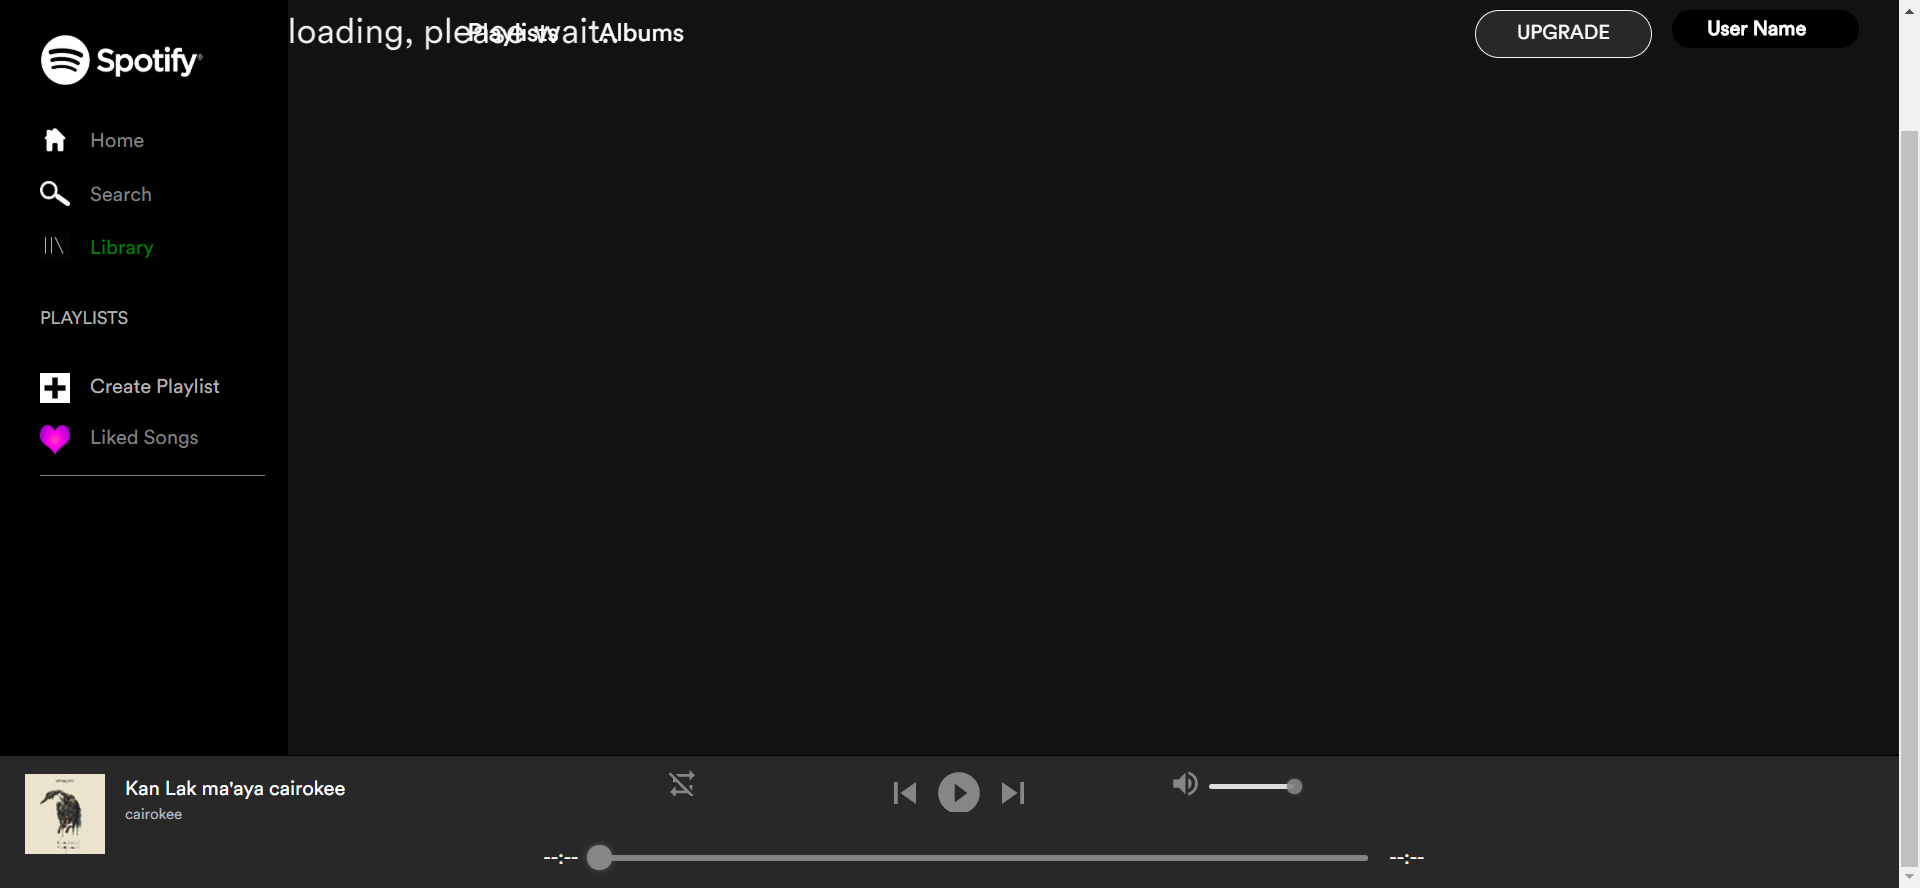 Spotify
Home
Search
Library
PLAYLISTS
Create Playlist
Liked Songs
loading, please wait..
Playlists
Albums
UPGRADE
User Name
Kan Lak ma'aya cairokee
cairokee
--:--
--:--